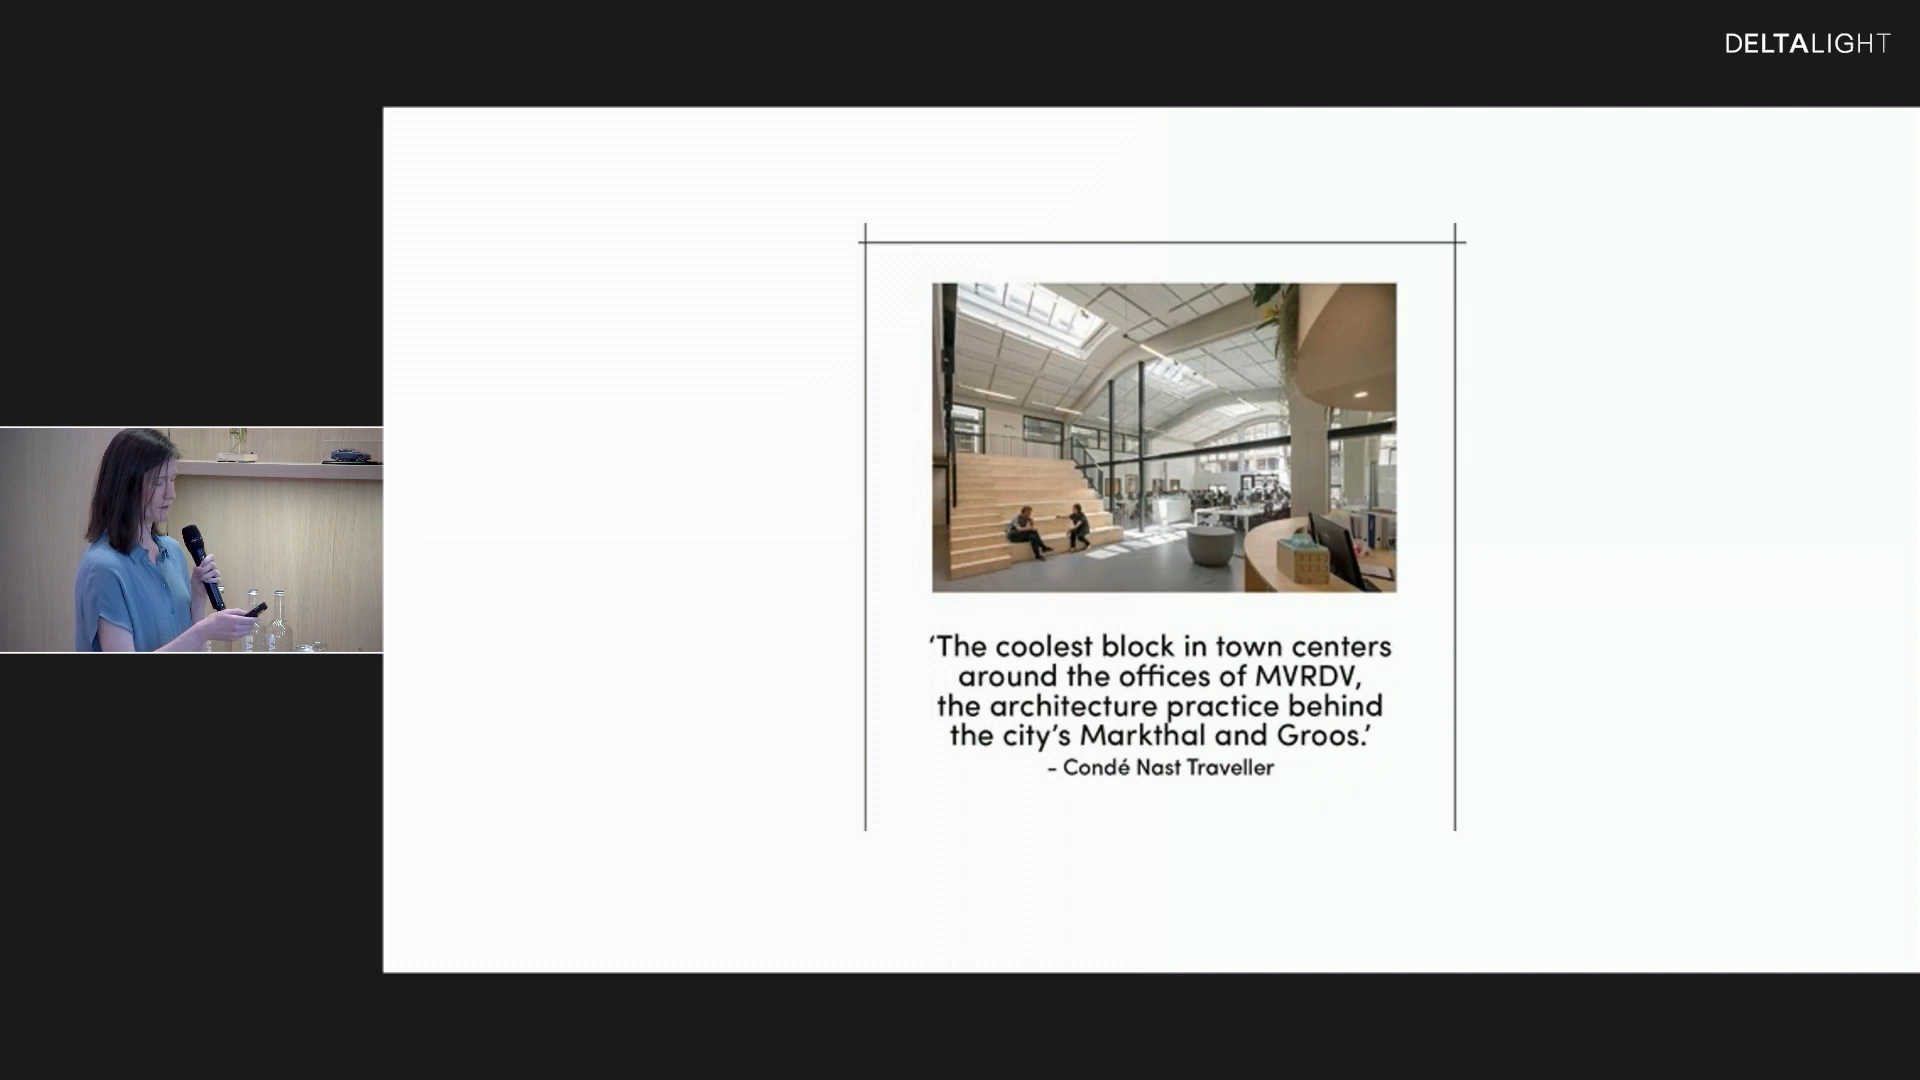 DELTALIGHT
‘The coolest block in town centers
around the offices of MVRDV,
the architecture practice behind
the city’s Markthal and Groos.’
– Condé Nast Traveller